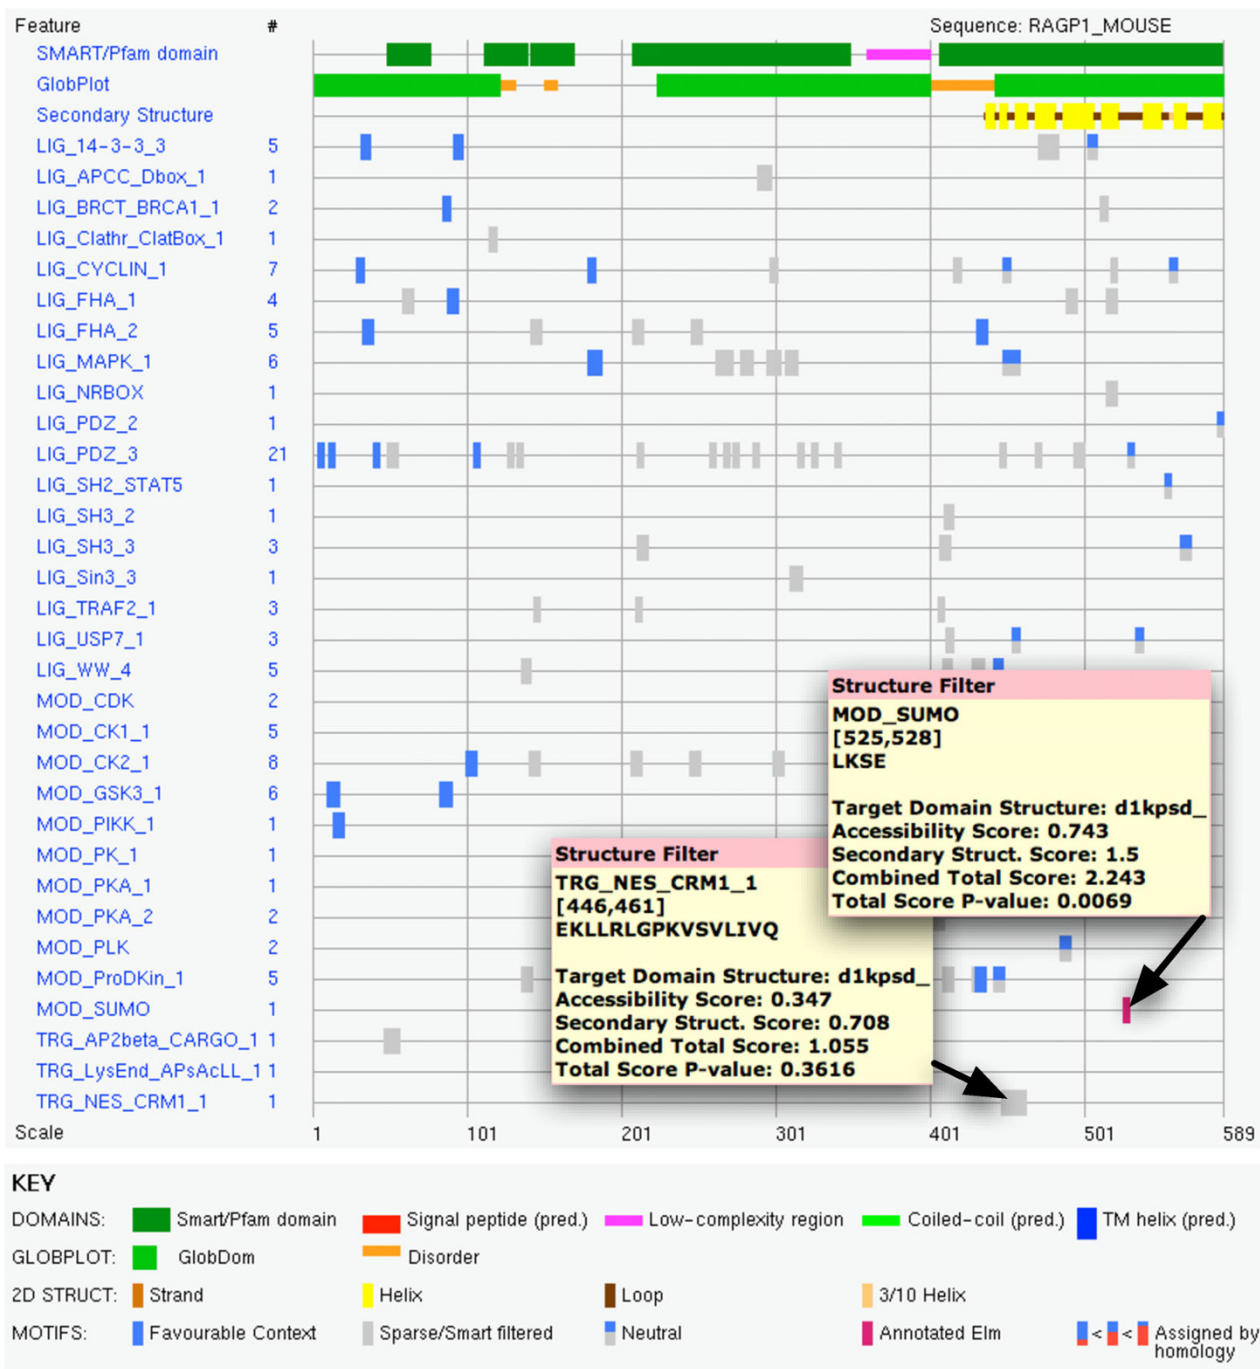 Feature # Sequence: RAGP1_MOUSE
SMART/Pfam domain
GlobPlot
Secondary Structure
LIG_14-3-3_3 5
LIG_APCC_Dbox_1 1
LIG_BRCT_BRCA1_1 2
LIG_Clathr_ClatBox_1 1
LIG_CYCLIN_1 7
LIG_FHA_1 4
LIG_FHA_2 5
LIG_MAPK_1 6
LIG_NRBOX 1
LIG_PDZ_2 1
LIG_PDZ_3 21
LIG_SH2_STAT5 1
LIG_SH3_2 1
LIG_SH3_3 3
LIG_Sin3_3 1
LIG_TRAF2_1 3
LIG_USP7_1 3
LIG_WW_4 5
MOD_CDK 2
MOD_CK1_1 5
MOD_CK2_1 8
MOD_GSK3_1 6
MOD_PIKK_1 1
MOD_PK_1 1
MOD_PKA_1 1
MOD_PKA_2 2
MOD_PLK 2
MOD_ProDKin_1 5
MOD_SUMO 1
TRG_AP2beta_CARGO_1 1
TRG_LysEnd_APsAcLL_1 1
TRG_NES_CRM1_1 1
Scale 1 101 201 301 401 501 589
Structure Filter
MOD_SUMO
[525,528]
LKSE
Target Domain Structure: d1kpsd_
Accessibility Score: 0.743
Secondary Struct. Score: 1.5
Combined Total Score: 2.243
Total Score P-value: 0.0069
Structure Filter
TRG_NES_CRM1_1
[446,461]
EKLLRLGPKVSVLIVQ
Target Domain Structure: d1kpsd_
Accessibility Score: 0.347
Secondary Struct. Score: 0.708
Combined Total Score: 1.055
Total Score P-value: 0.3616
KEY
DOMAINS: Smart/Pfam domain Signal peptide (pred.) Low-complexity region Coiled-coil (pred.) TM helix (pred.)
GLOBPLOT: GlobDom Disorder
2D STRUCT: Strand Helix Loop 3/10 Helix
MOTIFS: Favourable Context Sparse/Smart filtered Neutral Annotated Elm < < Assigned by
homology